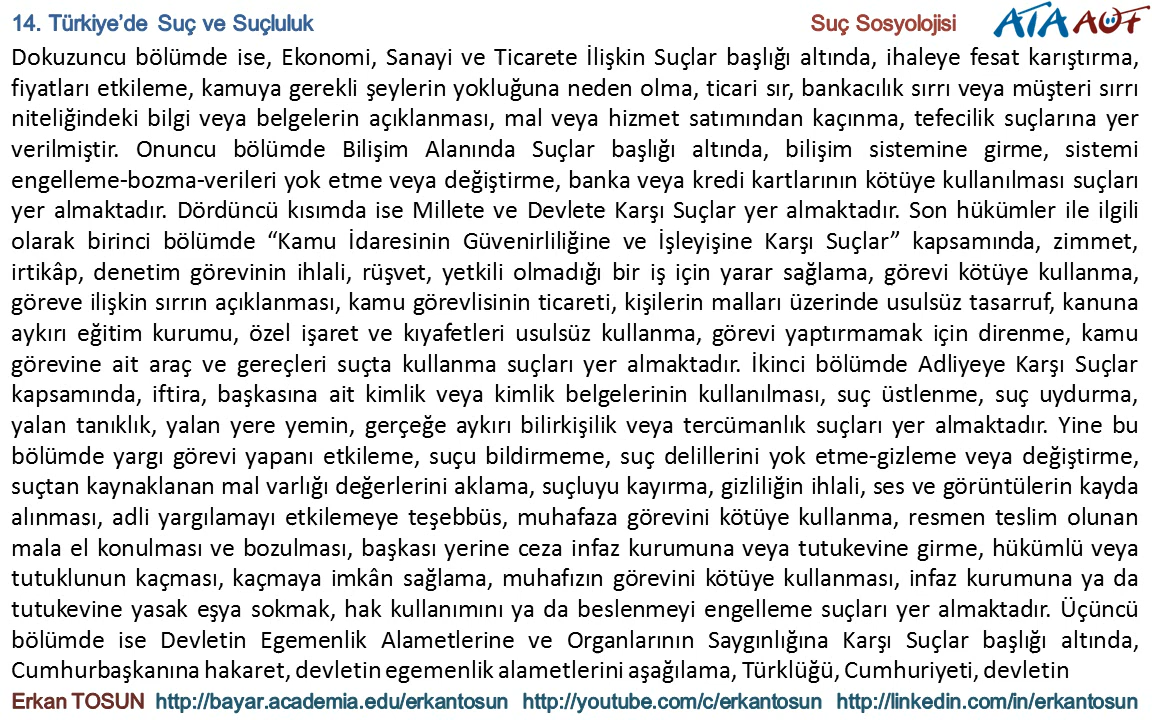 14. Türkiye’de Suç ve Suçluluk Suç Sosyolojisi ATA AÖF
Dokuzuncu bölümde ise, Ekonomi, Sanayi ve Ticarete İlişkin Suçlar başlığı altında, ihaleye fesat karıştırma,
fiyatları etkileme, kamuya gerekli şeylerin yokluğuna neden olma, ticari sır, bankacılık sırrı veya müşteri sırrı
niteliğindeki bilgi veya belgelerin açıklanması, mal veya hizmet satımından kaçınma, tefecilik suçlarına yer
verilmiştir. Onuncu bölümde Bilişim Alanında Suçlar başlığı altında, bilişim sistemine girme, sistemi
engelleme-bozma-verileri yok etme veya değiştirme, banka veya kredi kartlarının kötüye kullanılması suçları
yer almaktadır. Dördüncü kısımda ise Millete ve Devlete Karşı Suçlar yer almaktadır. Son hükümler ile ilgili
olarak birinci bölümde “Kamu İdaresinin Güvenirliliğine ve İşleyişine Karşı Suçlar” kapsamında, zimmet,
irtikâp, denetim görevinin ihlali, rüşvet, yetkili olmadığı bir iş için yarar sağlama, görevi kötüye kullanma,
göreve ilişkin sırrın açıklanması, kamu görevlisinin ticareti, kişilerin malları üzerinde usulsüz tasarruf, kanuna
aykırı eğitim kurumu, özel işaret ve kıyafetleri usulsüz kullanma, görevi yaptırmamak için direnme, kamu
görevine ait araç ve gereçleri suçta kullanma suçları yer almaktadır. İkinci bölümde Adliyeye Karşı Suçlar
kapsamında, iftira, başkasına ait kimlik veya kimlik belgelerinin kullanılması, suç üstlenme, suç uydurma,
yalan tanıklık, yalan yere yemin, gerçeğe aykırı bilirkişilik veya tercümanlık suçları yer almaktadır. Yine bu
bölümde yargı görevi yapanı etkileme, suçu bildirmeme, suç delillerini yok etme-gizleme veya değiştirme,
suçtan kaynaklanan mal varlığı değerlerini aklama, suçluyu kayırma, gizliliğin ihlali, ses ve görüntülerin kayda
alınması, adli yargılamayı etkilemeye teşebbüs, muhafaza görevini kötüye kullanma, resmen teslim olunan
mala el konulması ve bozulması, başkası yerine ceza infaz kurumuna veya tutukevine girme, hükümlü veya
tutuklunun kaçması, kaçmaya imkân sağlama, muhafızın görevini kötüye kullanması, infaz kurumuna ya da
tutukevine yasak eşya sokmak, hak kullanımını ya da beslenmeyi engelleme suçları yer almaktadır. Üçüncü
bölümde ise Devletin Egemenlik Alametlerine ve Organlarının Saygınlığına Karşı Suçlar başlığı altında,
Cumhurbaşkanına hakaret, devletin egemenlik alametlerini aşağılama, Türklüğü, Cumhuriyeti, devletin
Erkan TOSUN http://bayar.academia.edu/erkantosun http://youtube.com/c/erkantosun http://linkedin.com/in/erkantosun